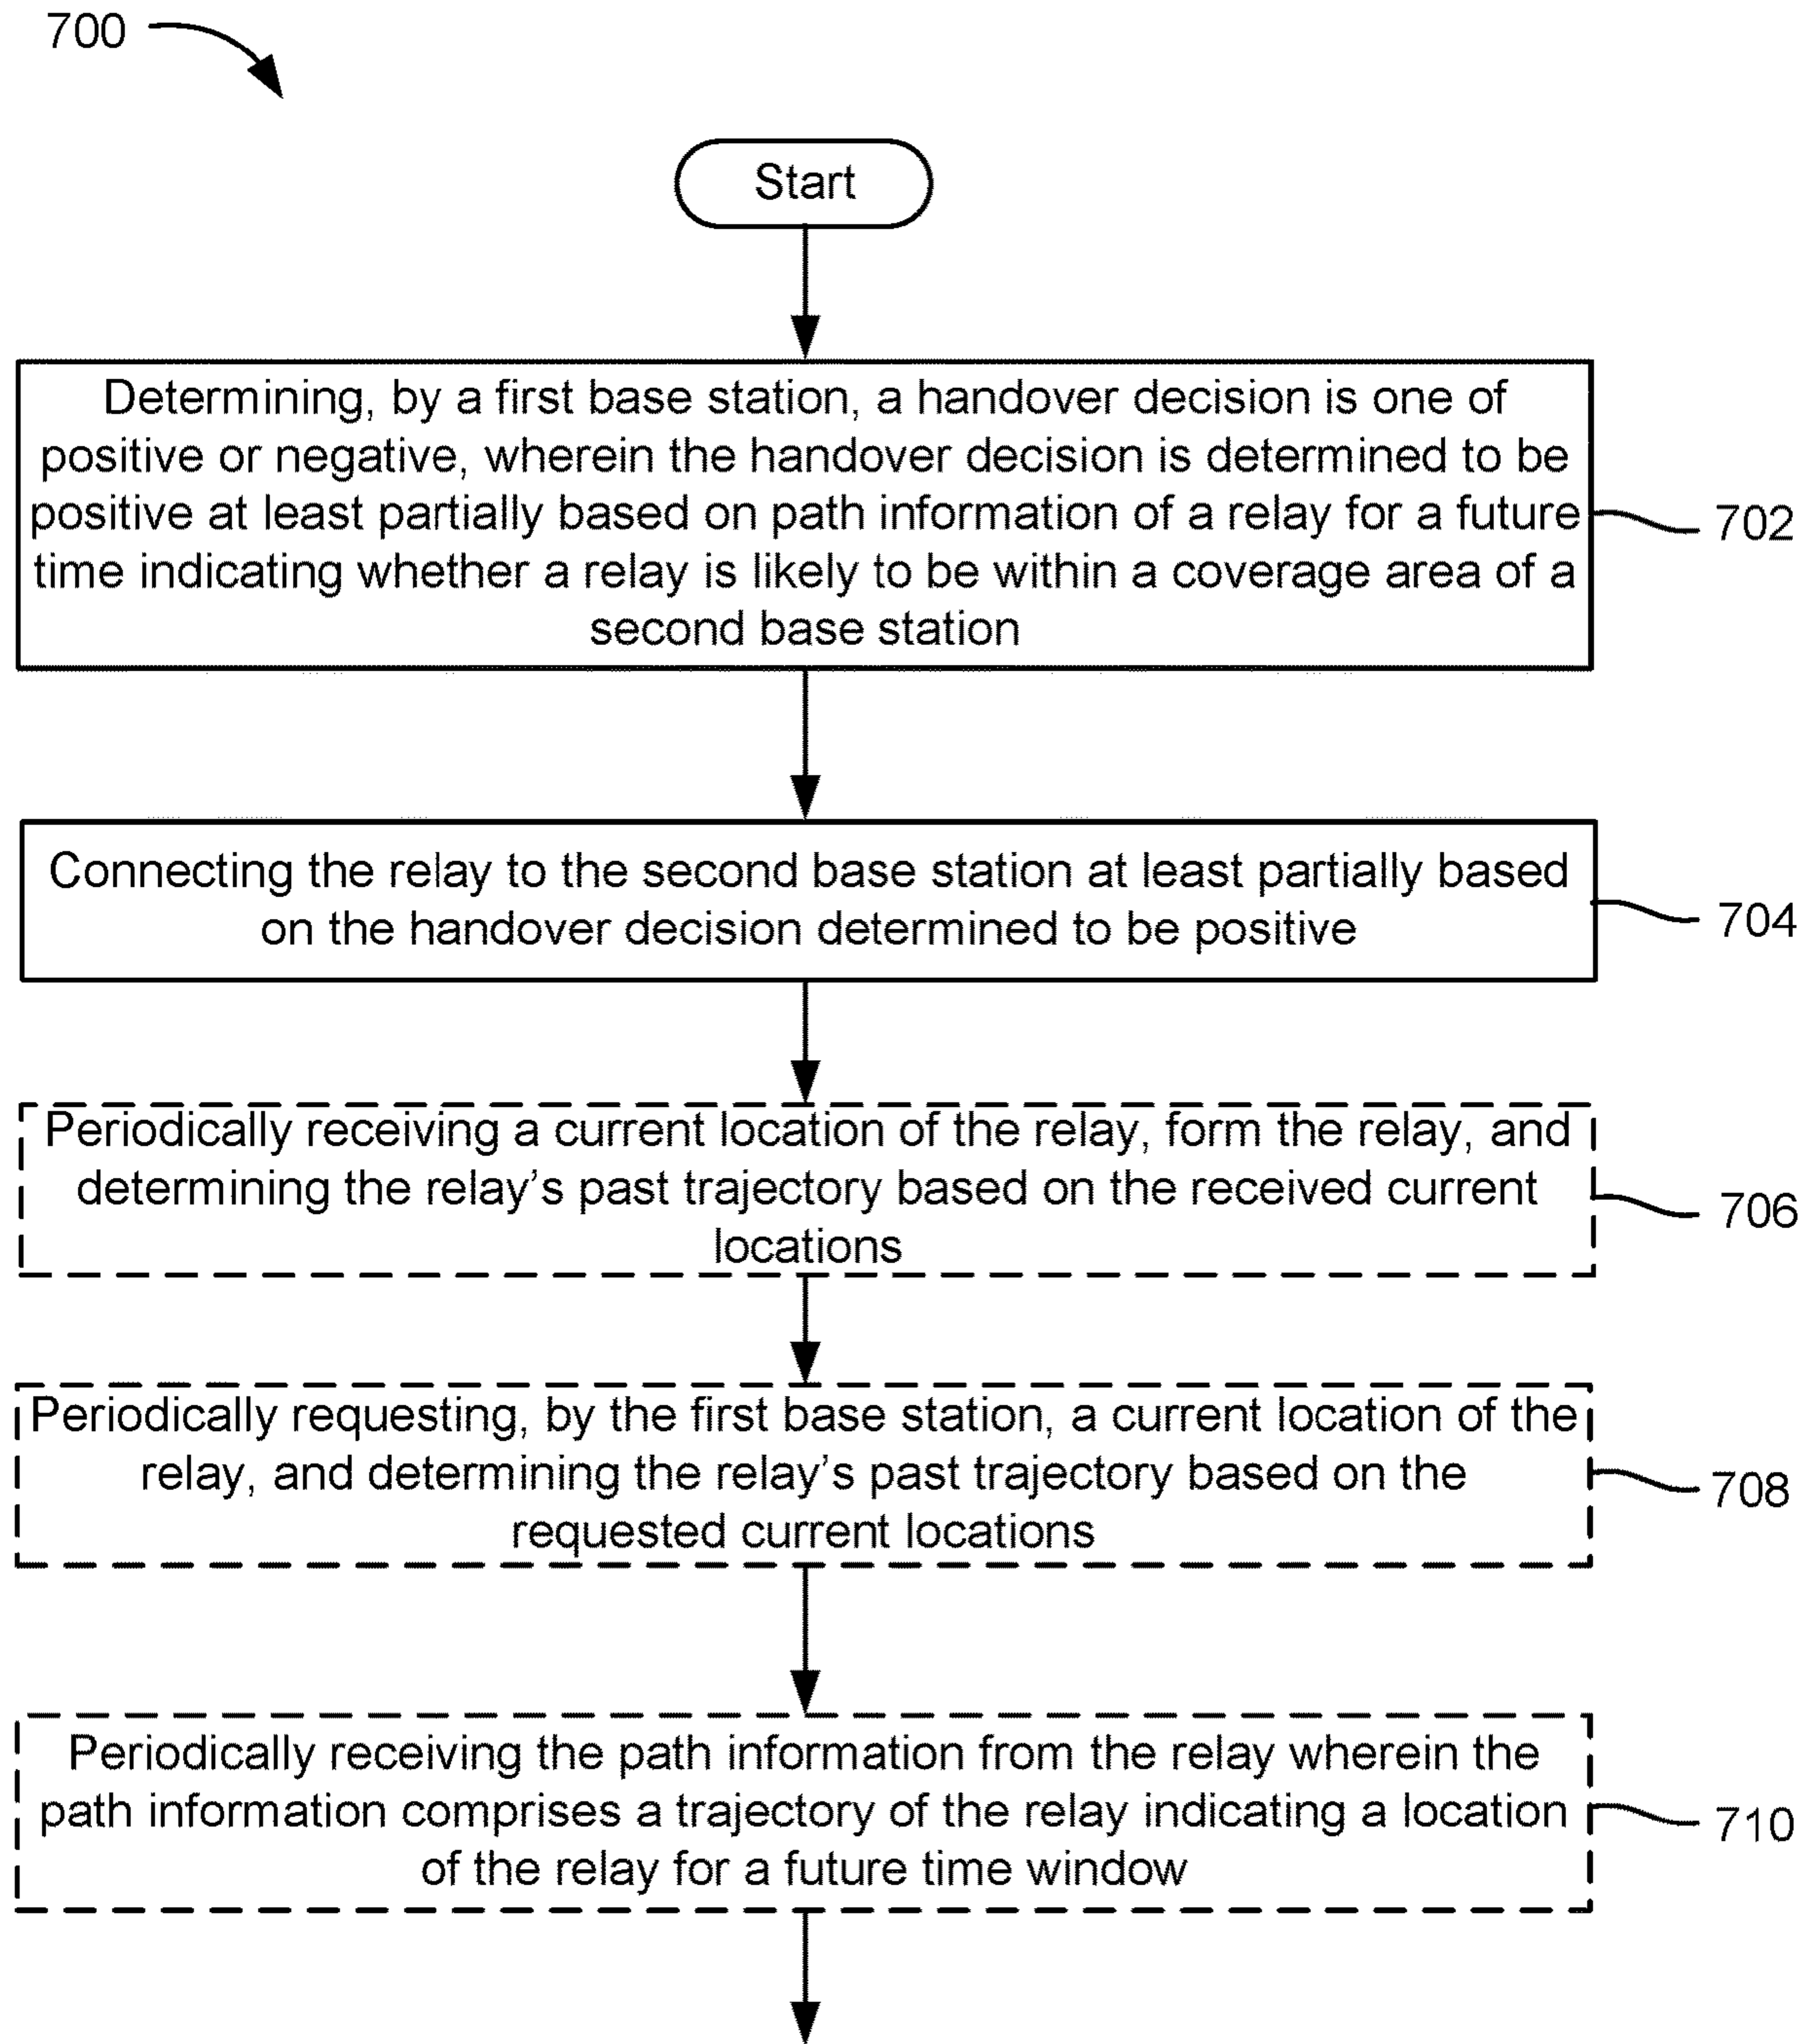 700
Start
Determining, by a first base station, a handover decision is one of
positive or negative, wherein the handover decision is determined to be
positive at least partially based on path information of a relay for a future
time indicating whether a relay is likely to be within a coverage area of a
second base station
702
Connecting the relay to the second base station at least partially based
on the handover decision determined to be positive
704
Periodically receiving a current location of the relay, form the relay, and
determining the relay's past trajectory based on the received current
locations
706
Periodically requesting, by the first base station, a current location of the
relay, and determining the relay's past trajectory based on the
requested current locations
708
Periodically receiving the path information from the relay wherein the
path information comprises a trajectory of the relay indicating a location
of the relay for a future time window
710